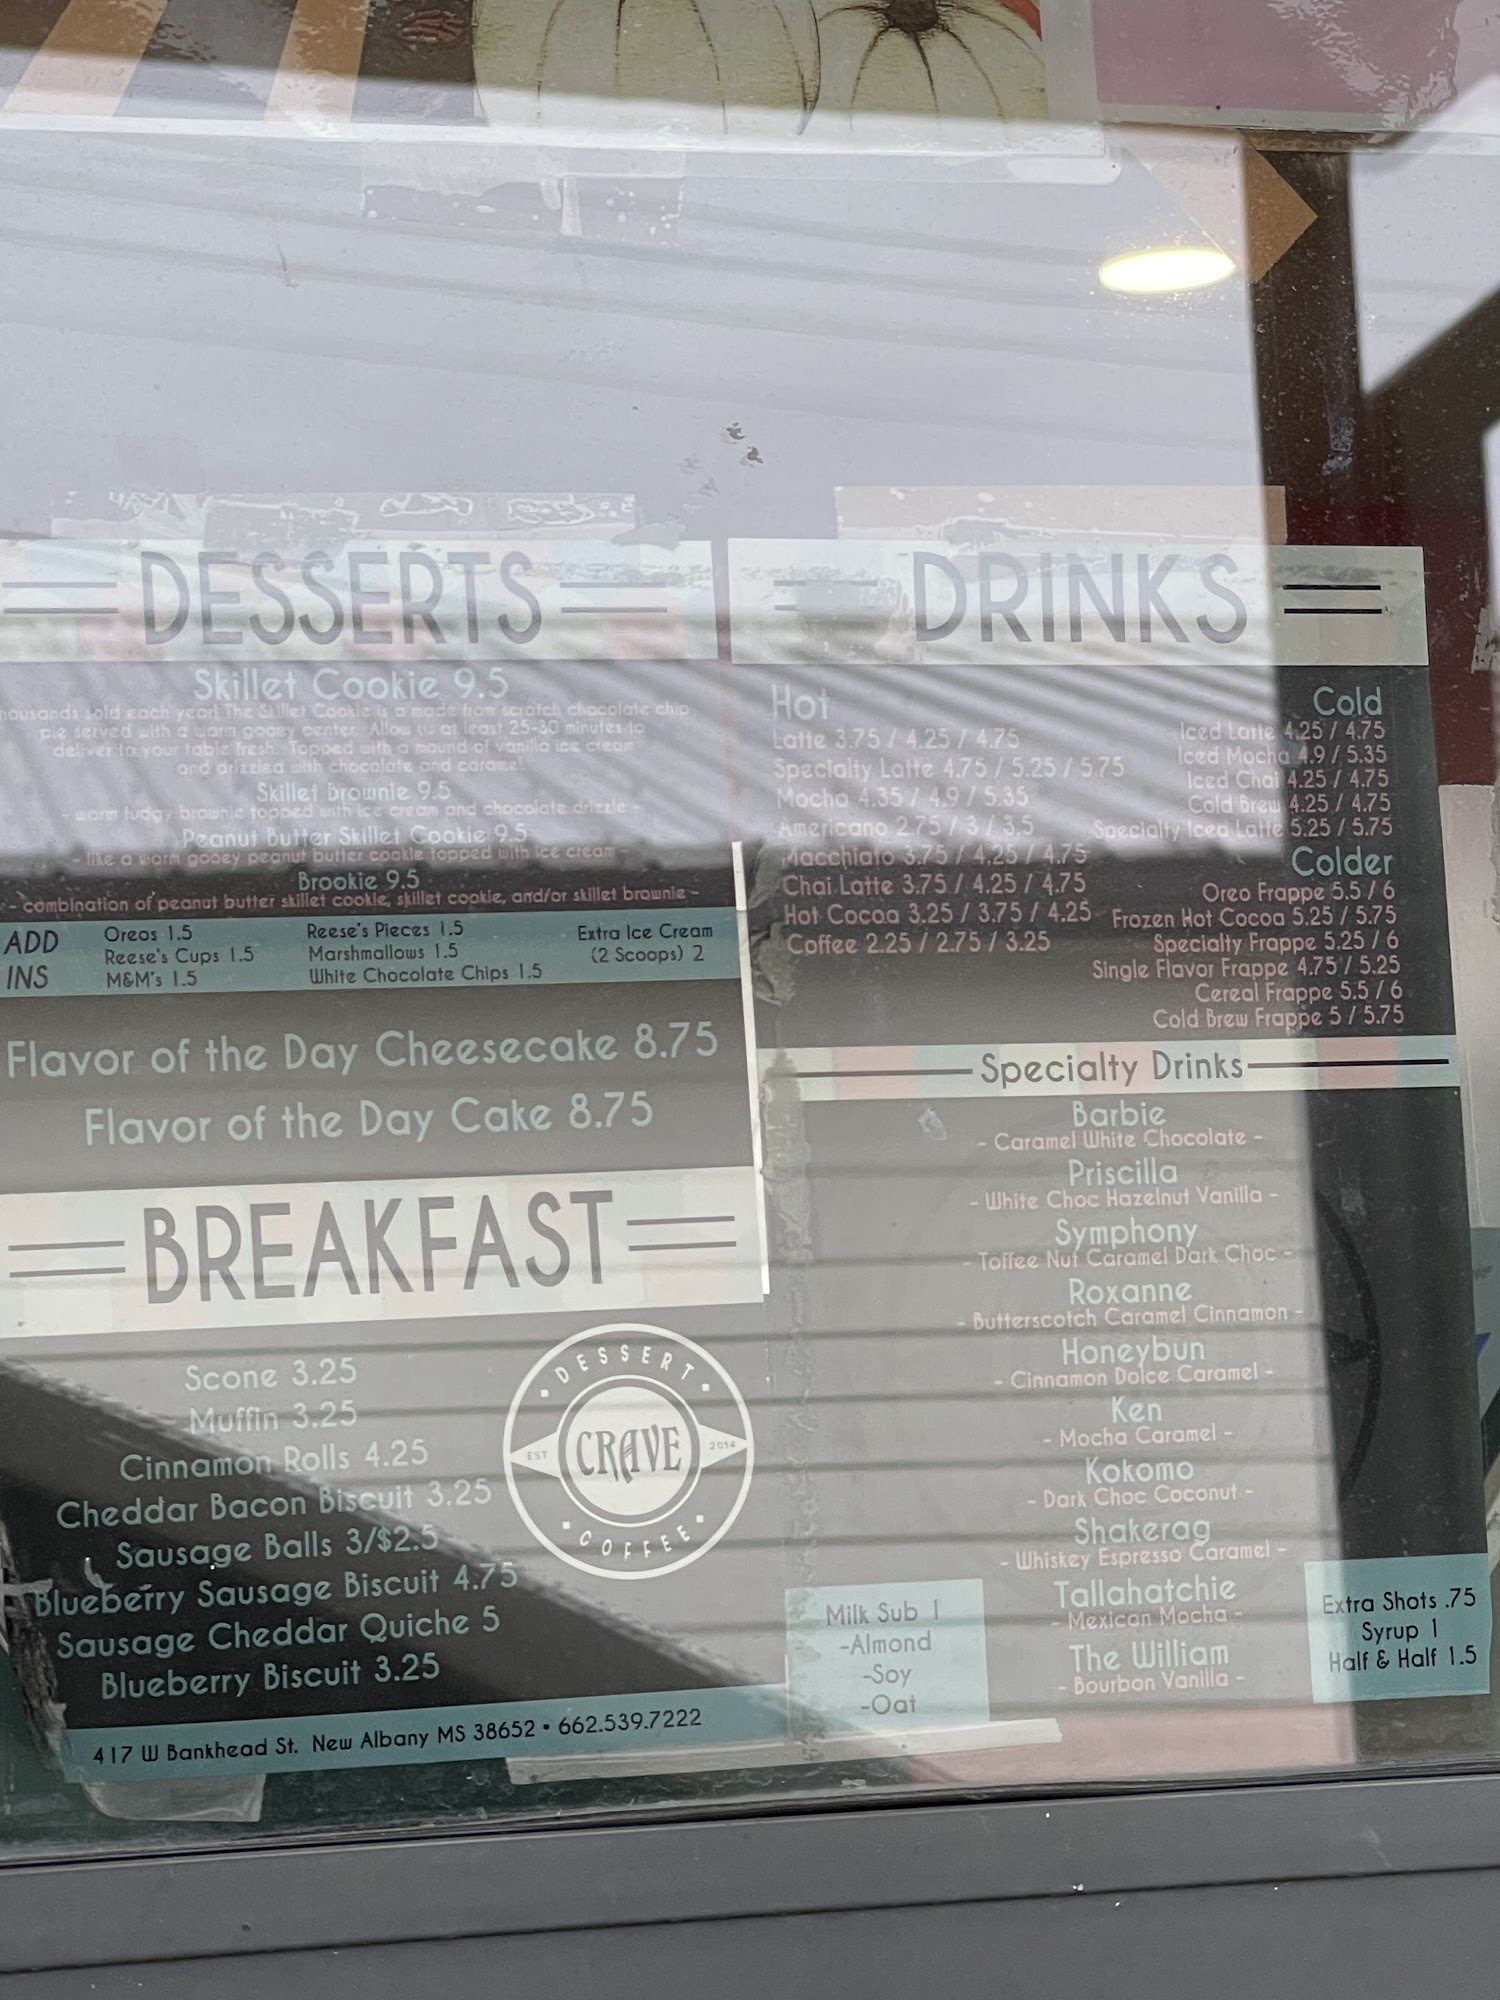 DESSERTS
Skillet Cookie 9.5
housands sold each year! The Skillet Cookie is a made from scratch chocolate chip
pie served with a warm gooey center. Allow us at least 25-30 minutes to
deliver to your table fresh. Topped with a mound of vanilla ice cream
and drizzled with chocolate and caramel.
Skillet Brownie 9.5
- warm fudgy brownie topped with ice cream and chocolate drizzle -
Peanut Butter Skillet Cookie 9.5
- like a warm gooey peanut butter cookie topped with ice cream
Brookie 9.5
- combination of peanut butter skillet cookie, skillet cookie, and/or skillet brownie -
ADD
INS
Oreos 1.5
Reese's Cups 1.5
M&M's 1.5
Reese's Pieces 1.5
Marshmallows 1.5
White Chocolate Chips 1.5
Extra Ice Cream
(2 Scoops) 2
Flavor of the Day Cheesecake 8.75
Flavor of the Day Cake 8.75
BREAKFAST
Scone 3.25
Muffin 3.25
Cinnamon Rolls 4.25
Cheddar Bacon Biscuit 3.25
Sausage Balls 3/$2.5
Blueberry Sausage Biscuit 4.75
Sausage Cheddar Quiche 5
Blueberry Biscuit 3.25
DESSERT
EST
CRAVE
2014
COFFEE
417 W Bankhead St. New Albany MS 38652 • 662.539.7222
DRINKS
Hot
Latte 3.75 / 4.25 / 4.75
Specialty Latte 4.75 / 5.25 / 5.75
Mocha 4.35 / 4.9 / 5.35
Americano 2.75 / 3 / 3.5
Macchiato 3.75 / 4.25 / 4.75
Chai Latte 3.75 / 4.25 / 4.75
Hot Cocoa 3.25 / 3.75 / 4.25
Coffee 2.25 / 2.75 / 3.25
Cold
Iced Latte 4.25 / 4.75
Iced Mocha 4.9 / 5.35
Iced Chai 4.25 / 4.75
Cold Brew 4.25 / 4.75
Specialty Iced Latte 5.25 / 5.75
Colder
Oreo Frappe 5.5 / 6
Frozen Hot Cocoa 5.25 / 5.75
Specialty Frappe 5.25 / 6
Single Flavor Frappe 4.75 / 5.25
Cereal Frappe 5.5 / 6
Cold Brew Frappe 5 / 5.75
Specialty Drinks
Barbie
- Caramel White Chocolate -
Priscilla
- White Choc Hazelnut Vanilla -
Symphony
- Toffee Nut Caramel Dark Choc -
Roxanne
- Butterscotch Caramel Cinnamon -
Honeybun
- Cinnamon Dolce Caramel -
Ken
- Mocha Caramel -
Kokomo
- Dark Choc Coconut -
Shakerag
- Whiskey Espresso Caramel -
Tallahatchie
- Mexican Mocha -
The William
- Bourbon Vanilla -
Milk Sub 1
-Almond
-Soy
-Oat
Extra Shots .75
Syrup 1
Half & Half 1.5